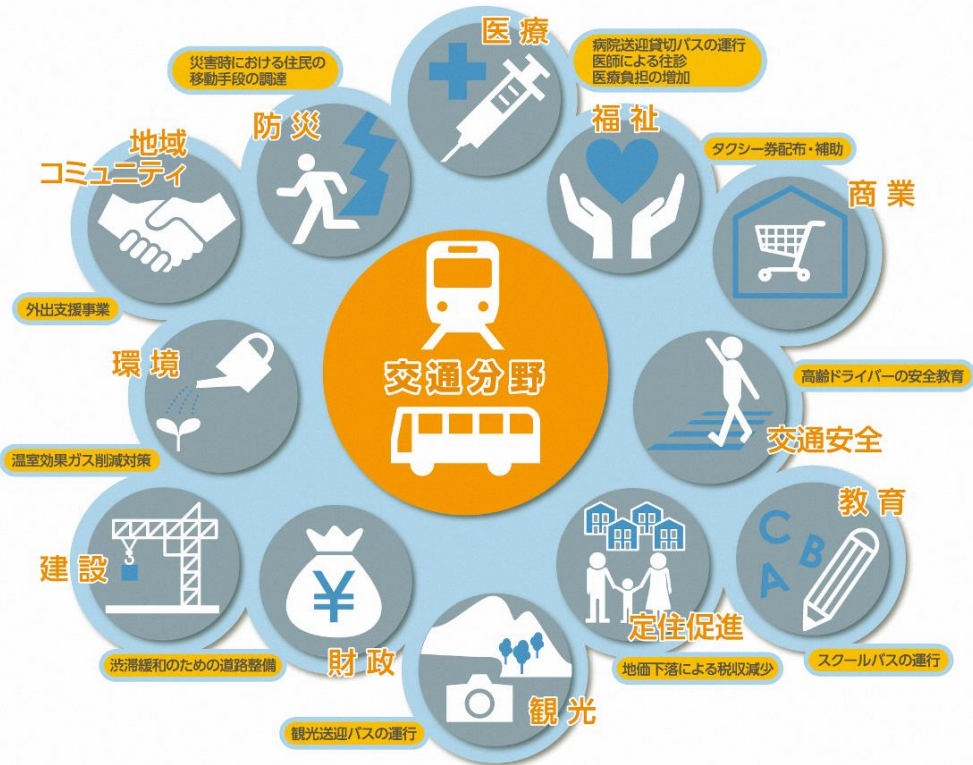 医療
病院送迎貸切バスの運行
医師による往診
医療負担の増加
災害時における住民の
移動手段の調達
防災
福祉
タクシー券配布・補助
地域
コミュニティ
商業
外出支援事業
環境
交通分野
高齢ドライバーの安全教育
交通安全
温室効果ガス削減対策
教育
C
B
A
建設
¥
定住促進
渋滞緩和のための道路整備
財政
地価下落による税収減少
スクールバスの運行
観光
観光送迎バスの運行